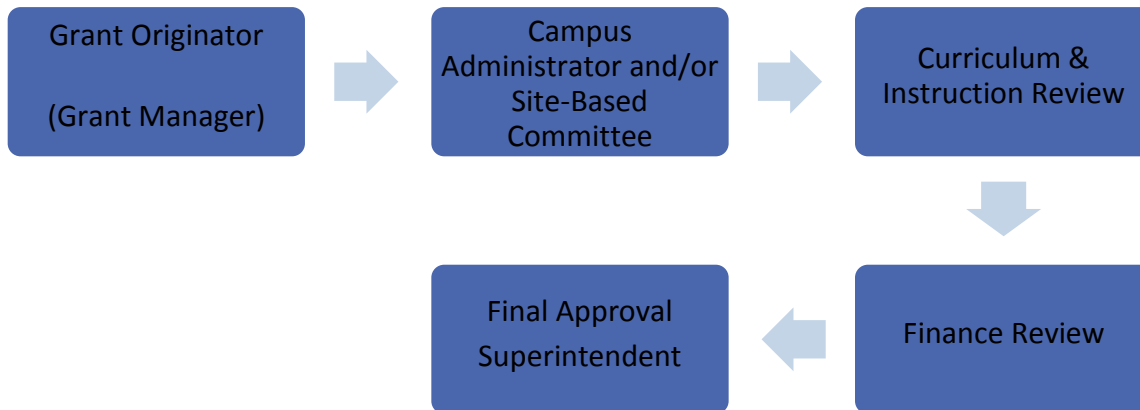 Grant Originator
(Grant Manager)
Campus
Administrator and/or
Site-Based
Committee
Curriculum &
Instruction Review
Finance Review
Final Approval
Superintendent